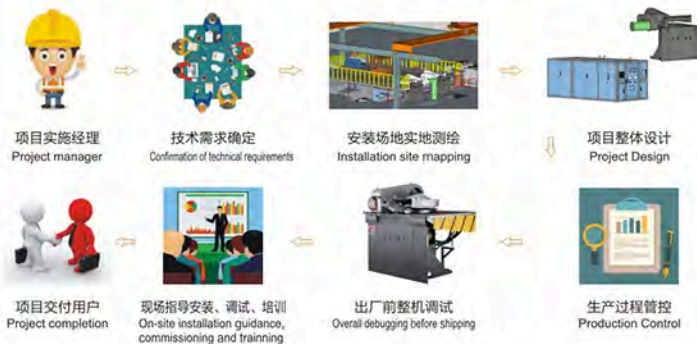 项目实施经理
Project manager
技术需求确定
Confirmation of technical requirements
安装场地实地测绘
Installation site mapping
项目整体设计
Project Design
项目交付用户
Project completion
现场指导安装、调试、培训
On-site installation guidance,
commissioning and trainning
出厂前整机调试
Overall debugging before shipping
生产过程管控
Production Control